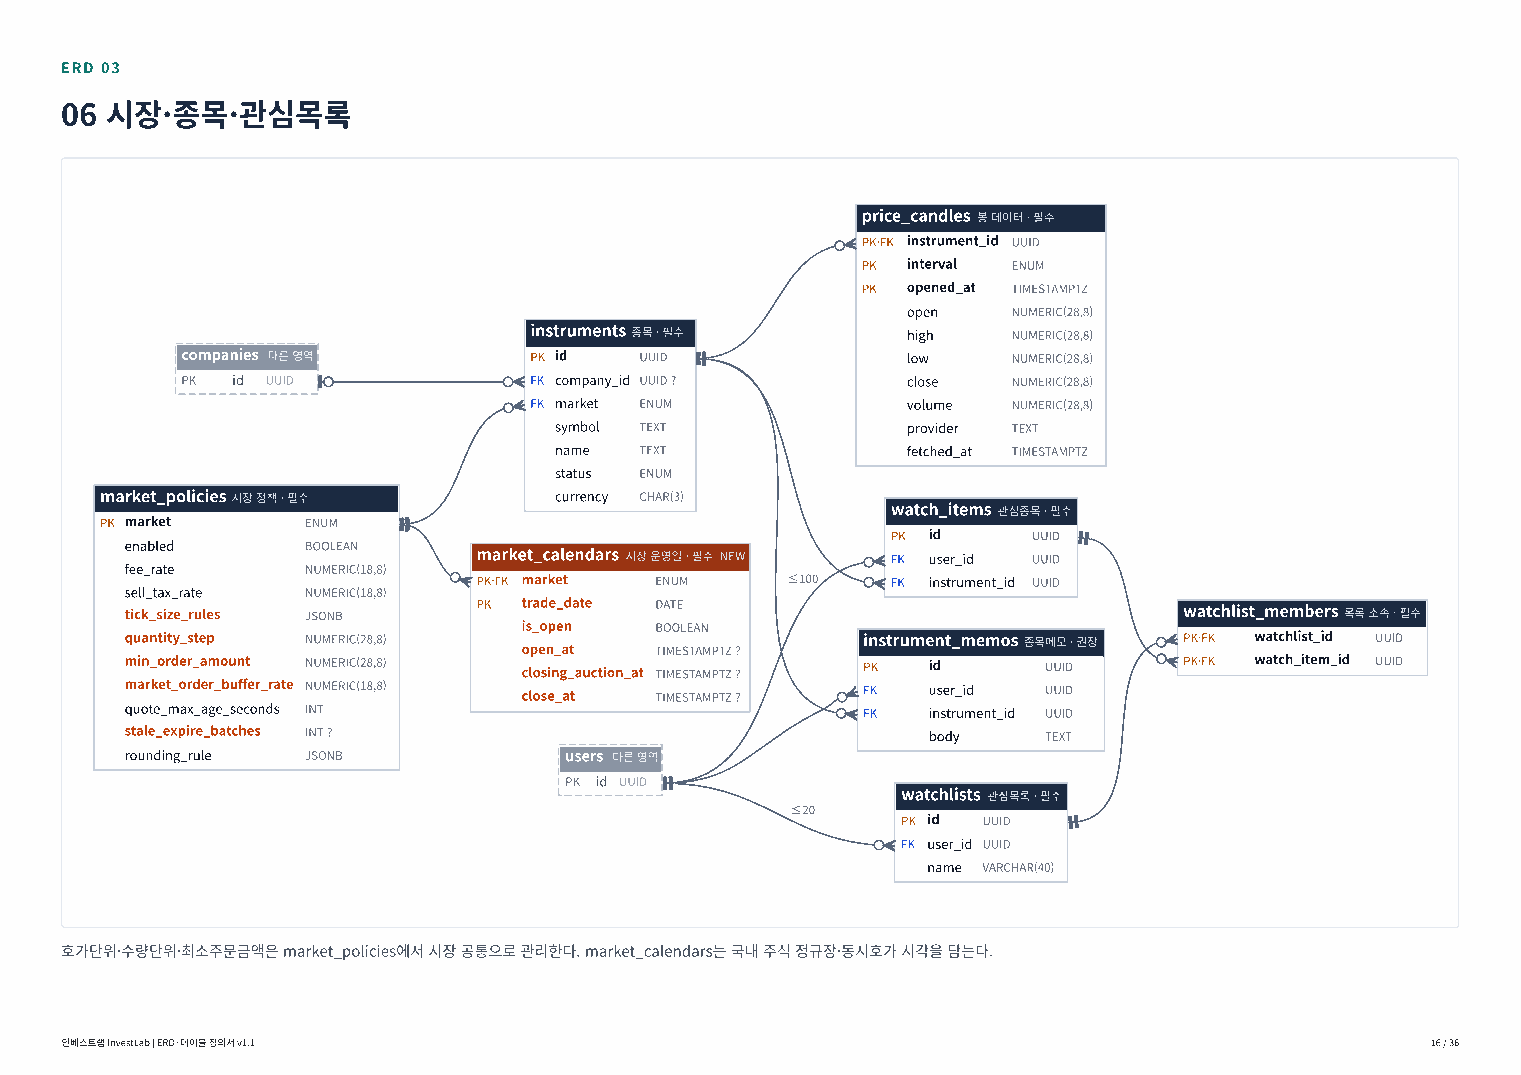 ERD 03
06 시장·종목·관심목록
price_candles 봉 데이터 · 필수
PK·FK instrument_id UUID
PK interval ENUM
PK opened_at TIMESTAMPTZ
open NUMERIC(28,8)
high NUMERIC(28,8)
low NUMERIC(28,8)
close NUMERIC(28,8)
volume NUMERIC(28,8)
provider TEXT
fetched_at TIMESTAMPTZ
instruments 종목 · 필수
PK id UUID
FK company_id UUID ?
FK market ENUM
symbol TEXT
name TEXT
status ENUM
currency CHAR(3)
companies 다른 영역
PK id UUID
market_policies 시장 정책 · 필수
PK market ENUM
enabled BOOLEAN
fee_rate NUMERIC(18,8)
sell_tax_rate NUMERIC(18,8)
tick_size_rules JSONB
quantity_step NUMERIC(28,8)
min_order_amount NUMERIC(28,8)
market_order_buffer_rate NUMERIC(18,8)
quote_max_age_seconds INT
stale_expire_batches INT ?
rounding_rule JSONB
market_calendars 시장 운영일 · 필수 NEW
PK·FK market ENUM
PK trade_date DATE
is_open BOOLEAN
open_at TIMESTAMPTZ ?
closing_auction_at TIMESTAMPTZ ?
close_at TIMESTAMPTZ ?
watch_items 관심종목 · 필수
PK id UUID
FK user_id UUID
FK instrument_id UUID
≤100
watchlist_members 목록 소속 · 필수
PK·FK watchlist_id UUID
PK·FK watch_item_id UUID
instrument_memos 종목메모 · 권장
PK id UUID
FK user_id UUID
FK instrument_id UUID
body TEXT
users 다른 영역
PK id UUID
≤20
watchlists 관심목록 · 필수
PK id UUID
FK user_id UUID
name VARCHAR(40)
호가단위·수량단위·최소주문금액은 market_policies에서 시장 공통으로 관리한다. market_calendars는 국내 주식 정규장·동시호가 시각을 담는다.
인베스트랩 InvestLab | ERD·테이블 정의서 v1.1
16 / 36